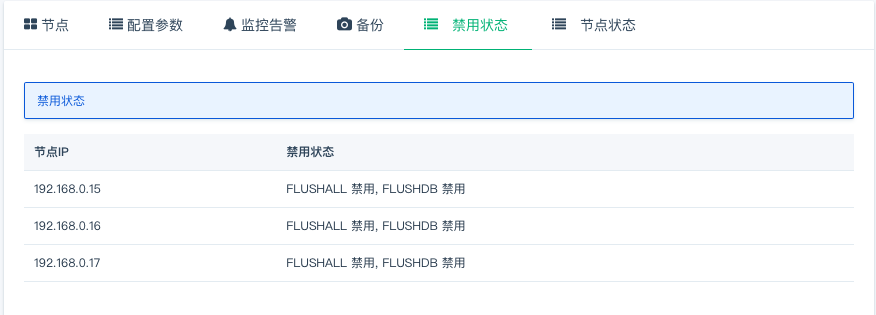 节点 配置参数 监控告警 备份 禁用状态 节点状态
禁用状态
节点IP 禁用状态
192.168.0.15 FLUSHALL 禁用, FLUSHDB 禁用
192.168.0.16 FLUSHALL 禁用, FLUSHDB 禁用
192.168.0.17 FLUSHALL 禁用, FLUSHDB 禁用